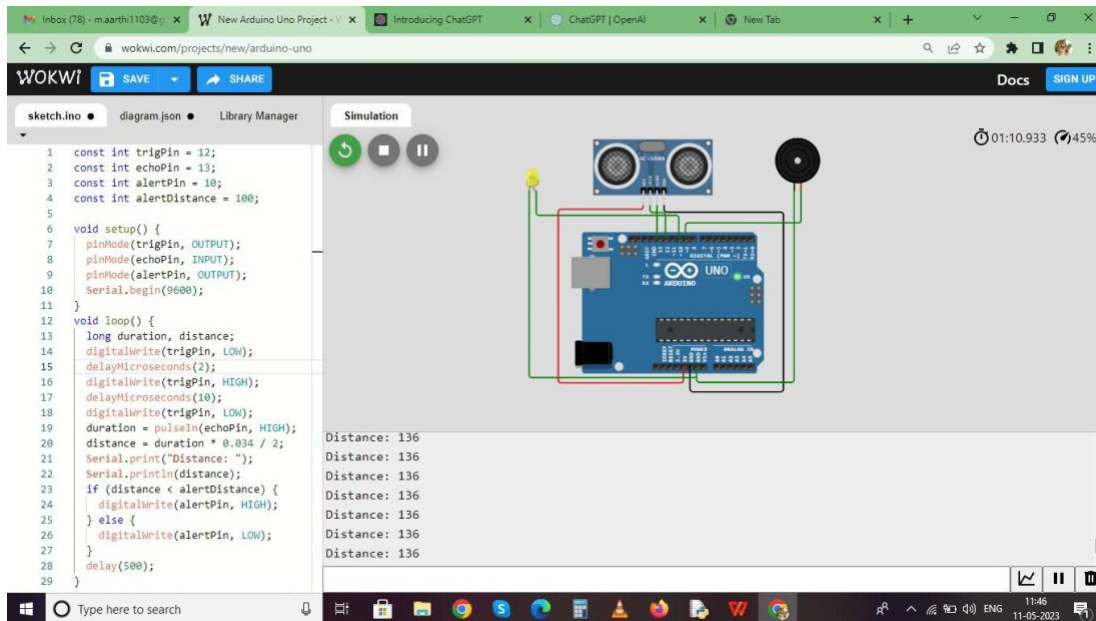 Inbox (78) - m.aarthi1103@g
New Arduino Uno Project - V
Introducing ChatGPT
ChatGPT | OpenAI
New Tab
wokwi.com/projects/new/arduino-uno
WOKWi
SAVE
SHARE
Docs
SIGN UP
sketch.ino ●
diagram.json ●
Library Manager
Simulation
01:10.933
45%
1 const int trigPin = 12;
2 const int echoPin = 13;
3 const int alertPin = 10;
4 const int alertDistance = 100;
5
6 void setup() {
7 pinMode(trigPin, OUTPUT);
8 pinMode(echoPin, INPUT);
9 pinMode(alertPin, OUTPUT);
10 Serial.begin(9600);
11 }
12 void loop() {
13 long duration, distance;
14 digitalWrite(trigPin, LOW);
15 delayMicroseconds(2);
16 digitalWrite(trigPin, HIGH);
17 delayMicroseconds(10);
18 digitalWrite(trigPin, LOW);
19 duration = pulseIn(echoPin, HIGH);
20 distance = duration * 0.034 / 2;
21 Serial.print("Distance: ");
22 Serial.println(distance);
23 if (distance < alertDistance) {
24 digitalWrite(alertPin, HIGH);
25 } else {
26 digitalWrite(alertPin, LOW);
27 }
28 delay(500);
29 }
DIGITAL (PWM ~)
UNO
ON
ARDUINO
POWER
ANALOG IN
Distance: 136
Distance: 136
Distance: 136
Distance: 136
Distance: 136
Distance: 136
Distance: 136
Type here to search
ENG
11:46
11-05-2023